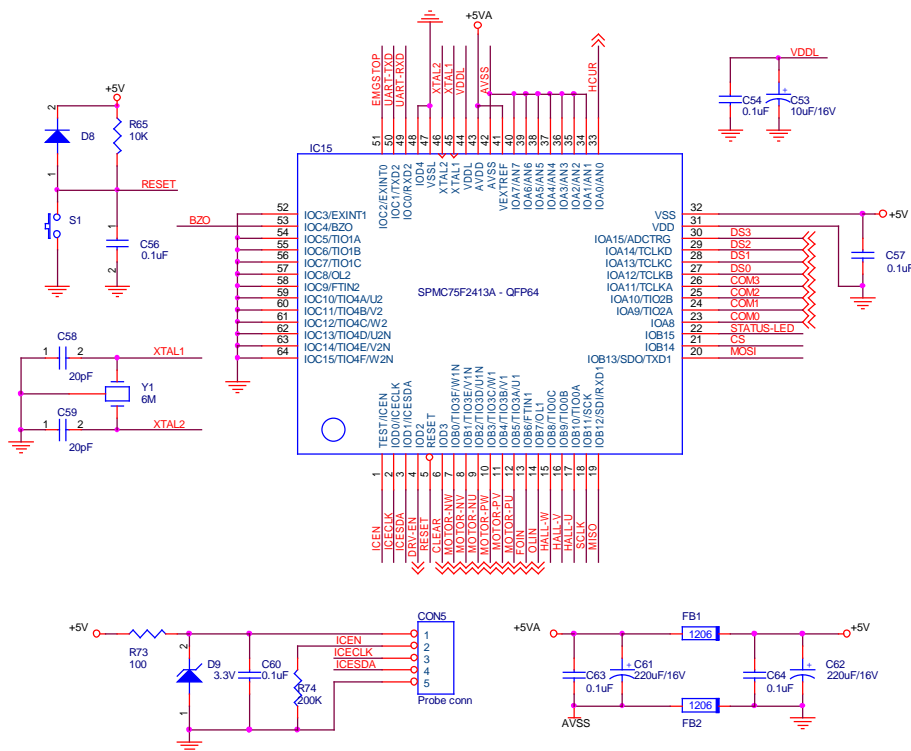 +5VA
EMGSTOP
UART-TXD
UART-RXD
XTAL2
XTAL1
VDDL
AVSS
HCUR
51
50
49
48
47
46
45
44
43
42
41
40
39
38
37
36
35
34
33
IC15
IOC2/EXINT0
IOC1/TXD2
IOC0/RXD2
IOD4
VSSL
XTAL2
XTAL1
VDDL
AVDD
AVSS
VEXTREF
IOA7/AN7
IOA6/AN6
IOA5/AN5
IOA4/AN4
IOA3/AN3
IOA2/AN2
IOA1/AN1
IOA0/AN0
VDDL
C54
0.1uF
C53
10uF/16V
+5V
2
D8
1
R65
10K
RESET
S1
1
C56
0.1uF
2
BZO
52 IOC3/EXINT1
53 IOC4/BZO
54 IOC5/TIO1A
55 IOC6/TIO1B
56 IOC7/TIO1C
57 IOC8/OL2
58 IOC9/FTIN2
59 IOC10/TIO4A/U2
60 IOC11/TIO4B/V2
61 IOC12/TIO4C/W2
62 IOC13/TIO4D/U2N
63 IOC14/TIO4E/V2N
64 IOC15/TIO4F/W2N
SPMC75F2413A - QFP64
VSS 32
VDD 31
IOA15/ADCTRG 30 DS3
IOA14/TCLKD 29 DS2
IOA13/TCLKC 28 DS1
IOA12/TCLKB 27 DS0
IOA11/TCLKA 26 COM3
IOA10/TIO2B 25 COM2
IOA9/TIO2A 24 COM1
IOA8 23 COM0
IOB15 22 STATUS-LED
IOB14 21 CS
IOB13/SDO/TXD1 20 MOSI
+5V
C57
0.1uF
C58
1 2 XTAL1
20pF
Y1
6M
C59
1 2 XTAL2
20pF
TEST/ICEN
IOD0/ICECLK
IOD1/ICESDA
IOD2
RESET
IOD3
IOB0/TIO3F/W1N
IOB1/TIO3E/V1N
IOB2/TIO3D/U1N
IOB3/TIO3C/W1
IOB4/TIO3B/V1
IOB5/TIO3A/U1
IOB6/FTIN1
IOB7/OL1
IOB8/TIO0C
IOB9/TIO0B
IOB10/TIO0A
IOB11/SCK
IOB12/SDI/RXD1
1
2
3
4
5
6
7
8
9
10
11
12
13
14
15
16
17
18
19
ICEN
ICECLK
ICESDA
DRV-EN
RESET
CLEAR
MOTOR-NW
MOTOR-NV
MOTOR-NU
MOTOR-PW
MOTOR-PV
MOTOR-PU
FOIN
OLIN
HALL-W
HALL-V
HALL-U
SCLK
MISO
+5V
R73
100
2
D9
3.3V
1
C60
0.1uF
ICEN
ICECLK
ICESDA
R74
200K
CON5
1
2
3
4
5
Probe conn
+5VA
FB1
1206
+5V
C63
0.1uF
C61
220uF/16V
C64
0.1uF
C62
220uF/16V
AVSS
1206
FB2